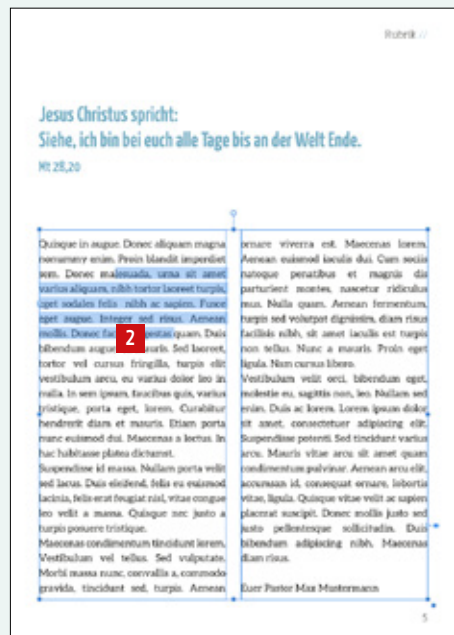 Rubrik //
Jesus Christus spricht:
Siehe, ich bin bei euch alle Tage bis an der Welt Ende.
Mt 28,20
Quisque in augue. Donec aliquam magna
nonummy enim. Proin blandit imperdiet
sem. Donec malesuada, urna sit amet
varius aliquam, nibh tortor laoreet turpis,
eget sodales felis nibh ac sapien. Fusce
eget augue. Integer sed risus. Aenean
mollis. Donec egestas quam. Duis
2
bibendum augue mauris. Sed laoreet,
tortor vel cursus fringilla, turpis elit
vestibulum arcu, eu varius dolor leo in
nulla. In sem ipsum, faucibus quis, varius
tristique, porta eget, lorem. Curabitur
hendrerit diam et mauris. Etiam porta
nunc euismod dui. Maecenas a lectus. In
hac habitasse platea dictumst.
Suspendisse id massa. Nullam porta velit
sed lacus. Duis eleifend, felis eu euismod
lacinia, felis erat feugiat nisl, vitae congue
leo velit a massa. Quisque nec justo a
turpis posuere tristique.
Maecenas condimentum tincidunt lorem.
Vestibulum vel tellus. Sed vulputate.
Morbi massa nunc, convallis a, commodo
gravida, tincidunt sed, turpis. Aenean
ornare viverra est. Maecenas lorem.
Aenean euismod iaculis dui. Cum sociis
natoque penatibus et magnis dis
parturient montes, nascetur ridiculus
mus. Nulla quam. Aenean fermentum,
turpis sed volutpat dignissim, diam risus
facilisis nibh, sit amet iaculis est turpis
non tellus. Nunc a mauris. Proin eget
ligula. Nam cursus libero.
Vestibulum velit orci, bibendum eget,
molestie eu, sagittis non, leo. Nullam sed
enim. Duis ac lorem. Lorem ipsum dolor
sit amet, consectetuer adipiscing elit.
Suspendisse potenti. Sed tincidunt varius
arcu. Mauris vitae arcu sit amet quam
condimentum pulvinar. Aenean arcu elit,
accumsan id, consequat ornare, lobortis
vitae, ligula. Quisque vitae velit ac sapien
placerat suscipit. Donec mollis justo sed
justo pellentesque sollicitudin. Duis
bibendum adipiscing nibh. Maecenas
diam risus.
Euer Pastor Max Mustermann
5